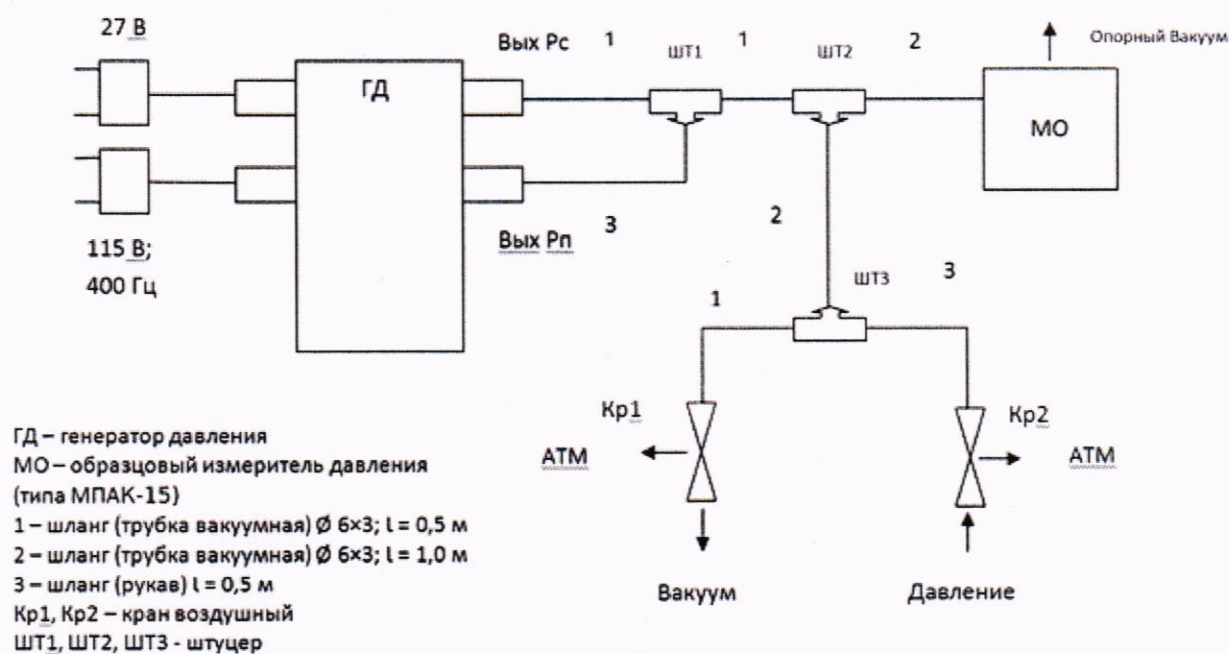 27 В
Вых Рс 1 ШТ1 1 ШТ2 2 Опорный Вакуум
ГД
МО
115 В;
400 Гц
Вых Рп 3 2
1 ШТ3 3
Кр1 Кр2
АТМ АТМ
Вакуум Давление
ГД – генератор давления
МО – образцовый измеритель давления
(типа МПАК-15)
1 – шланг (трубка вакуумная) Ø 6×3; l = 0,5 м
2 – шланг (трубка вакуумная) Ø 6×3; l = 1,0 м
3 – шланг (рукав) l = 0,5 м
Кр1, Кр2 – кран воздушный
ШТ1, ШТ2, ШТ3 - штуцер